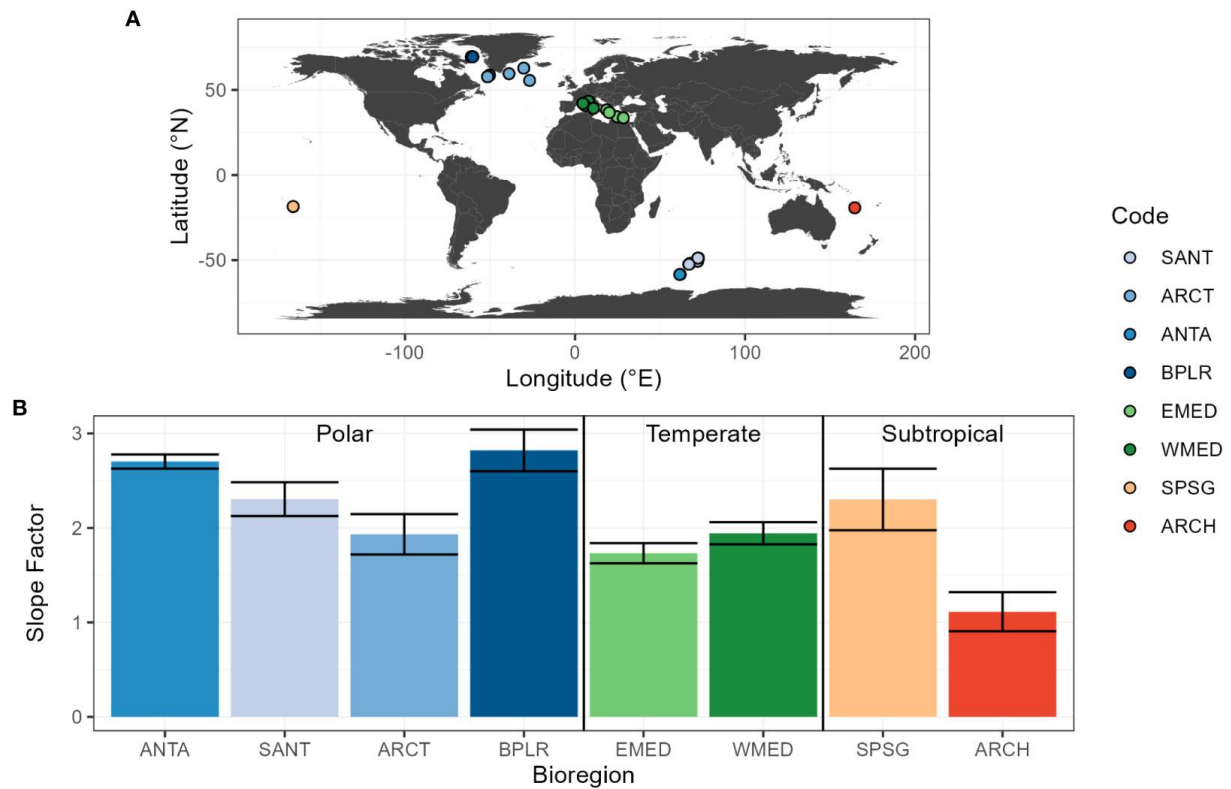 A
50
0
-50
Latitude (°N)
-100
0
100
200
Longitude (°E)
Code
SANT
ARCT
ANTA
BPLR
EMED
WMED
SPSG
ARCH
B
Polar
Temperate
Subtropical
3
2
1
0
Slope Factor
ANTA
SANT
ARCT
BPLR
EMED
WMED
SPSG
ARCH
Bioregion